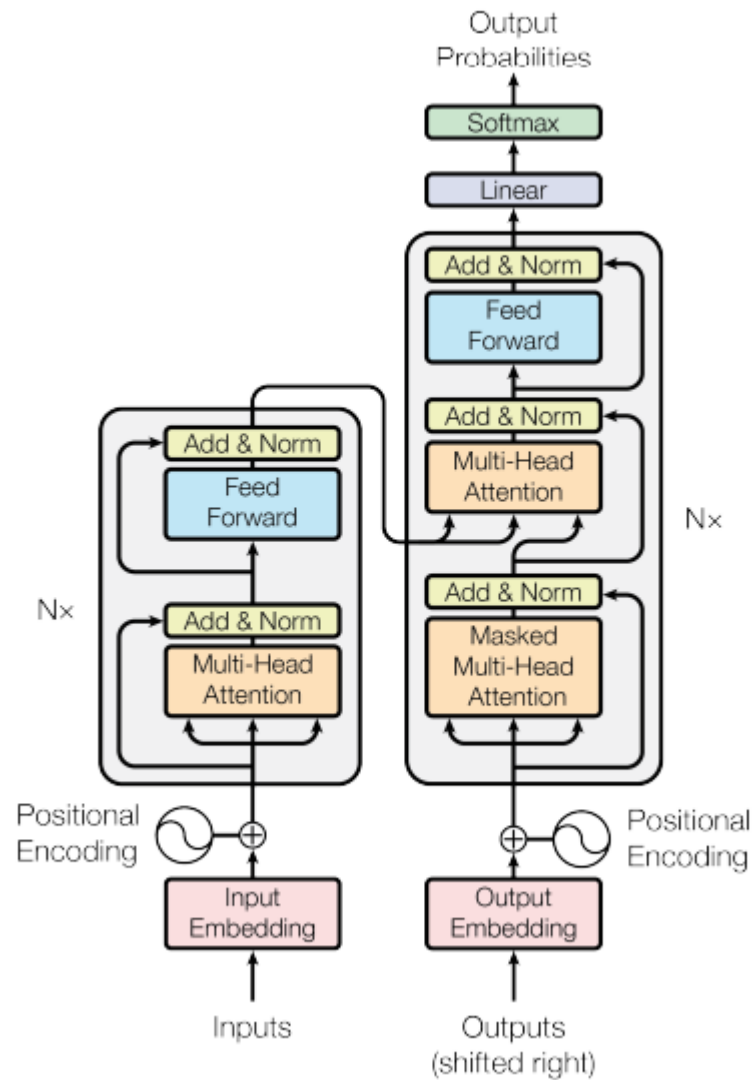 Output
Probabilities
Softmax
Linear
Add & Norm
Feed
Forward
Add & Norm
Multi-Head
Attention
Add & Norm
Masked
Multi-Head
Attention
Nx
Add & Norm
Feed
Forward
Add & Norm
Multi-Head
Attention
Nx
Positional
Encoding
Positional
Encoding
Input
Embedding
Output
Embedding
Inputs
Outputs
(shifted right)